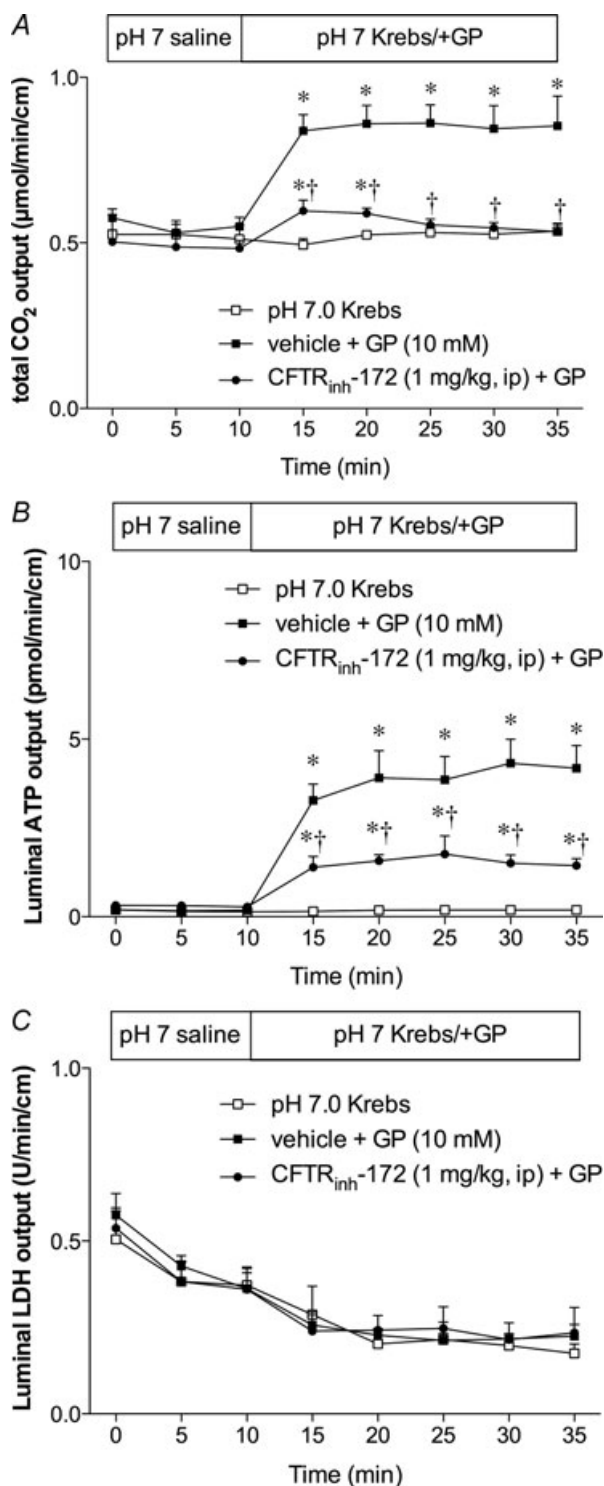 A
pH 7 saline
pH 7 Krebs/+GP
total CO₂ output (µmol/min/cm)
1.0
0.5
0.0
* * * * *
*† *† † † †
pH 7.0 Krebs
vehicle + GP (10 mM)
CFTRinh-172 (1 mg/kg, ip) + GP
0 5 10 15 20 25 30 35
Time (min)
B
pH 7 saline
pH 7 Krebs/+GP
Luminal ATP output (pmol/min/cm)
10
5
0
pH 7.0 Krebs
vehicle + GP (10 mM)
CFTRinh-172 (1 mg/kg, ip) + GP
* * * * *
*† *† *† *† *†
0 5 10 15 20 25 30 35
Time (min)
C
pH 7 saline
pH 7 Krebs/+GP
Luminal LDH output (U/min/cm)
1.0
0.5
0.0
pH 7.0 Krebs
vehicle + GP (10 mM)
CFTRinh-172 (1 mg/kg, ip) + GP
0 5 10 15 20 25 30 35
Time (min)